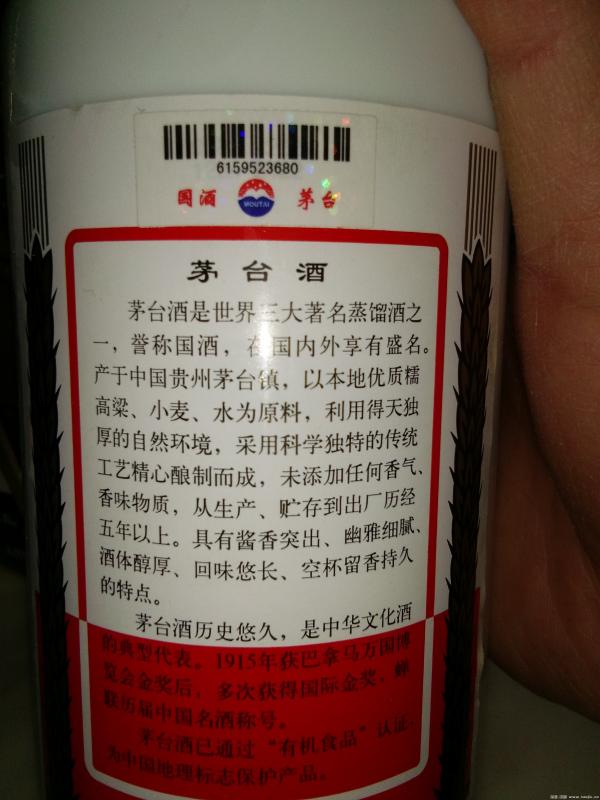 6159523680
国酒 MOUTAI 茅台
茅台酒
茅台酒是世界三大著名蒸馏酒之
一，誉称国酒，在国内外享有盛名。
产于中国贵州茅台镇，以本地优质糯
高粱、小麦、水为原料，利用得天独
厚的自然环境，采用科学独特的传统
工艺精心酿制而成，未添加任何香气、
香味物质，从生产、贮存到出厂历经
五年以上。具有酱香突出、幽雅细腻、
酒体醇厚、回味悠长、空杯留香持久
的特点。
茅台酒历史悠久，是中华文化酒
的典型代表。1915年获巴拿马万国博
览会金奖后，多次获得国际金奖，蝉
联历届中国名酒称号。
茅台酒已通过“有机食品”认证，
为中国地理标志保护产品。